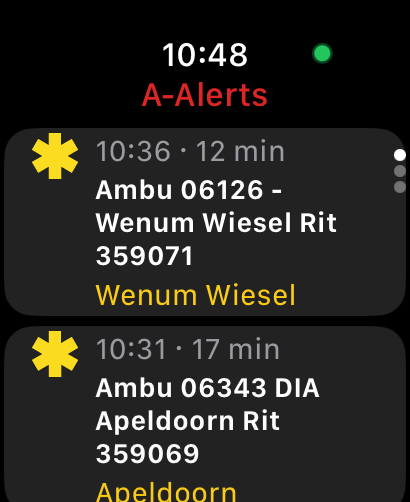 10:48
A-Alerts
10:36 · 12 min
Ambu 06126 -
Wenum Wiesel Rit
359071
Wenum Wiesel
10:31 · 17 min
Ambu 06343 DIA
Apeldoorn Rit
359069
Apeldoorn